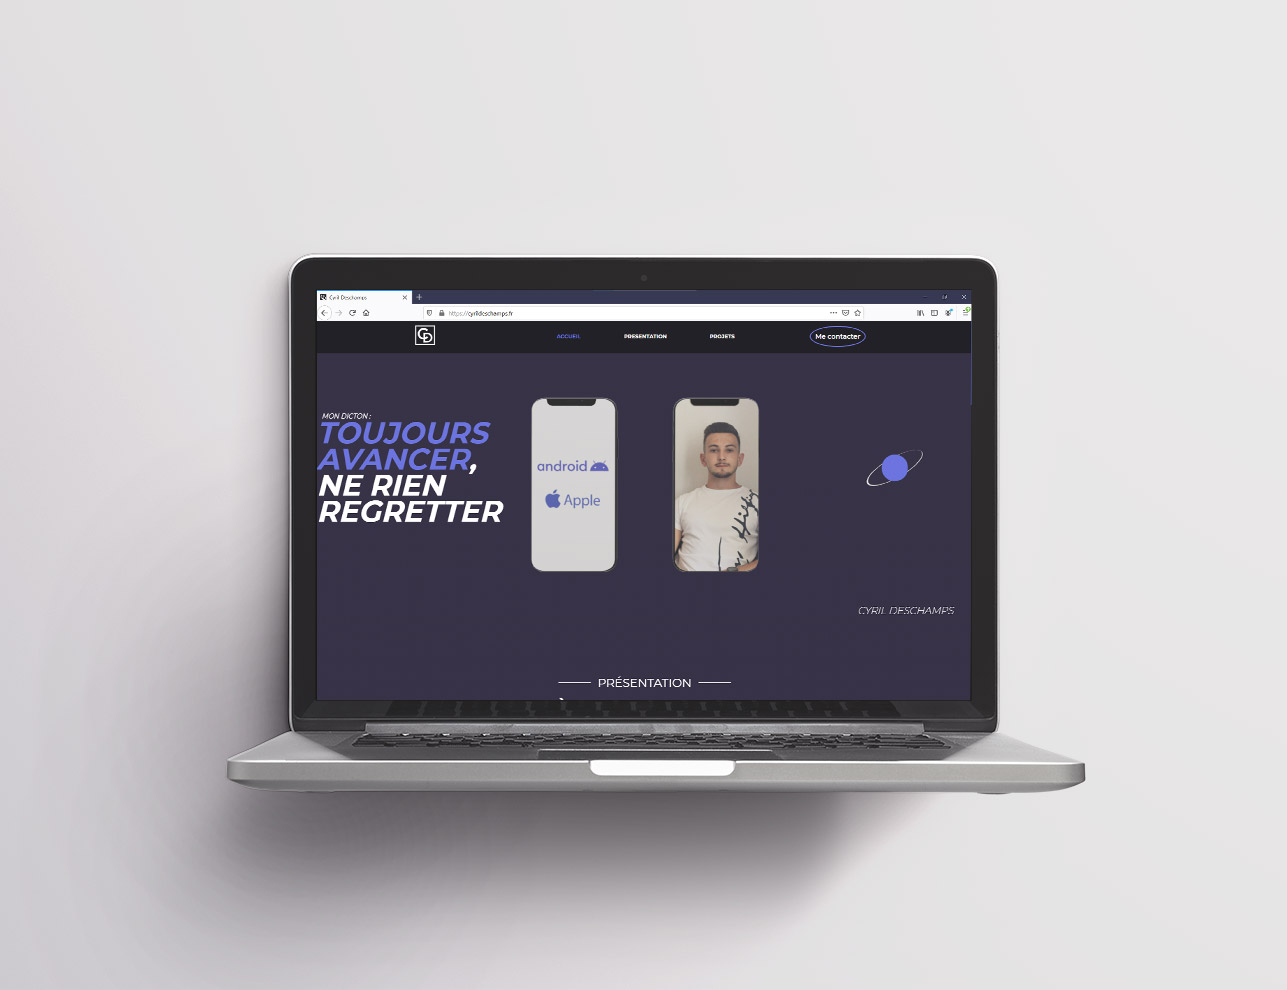 Cyril Deschamps
https://cyrildeschamps.fr
CD
ACCUEIL
PRESENTATION
PROJETS
Me contacter
MON DICTON :
TOUJOURS
AVANCER,
NE RIEN
REGRETTER
android
Apple
CYRIL DESCHAMPS
PRÉSENTATION